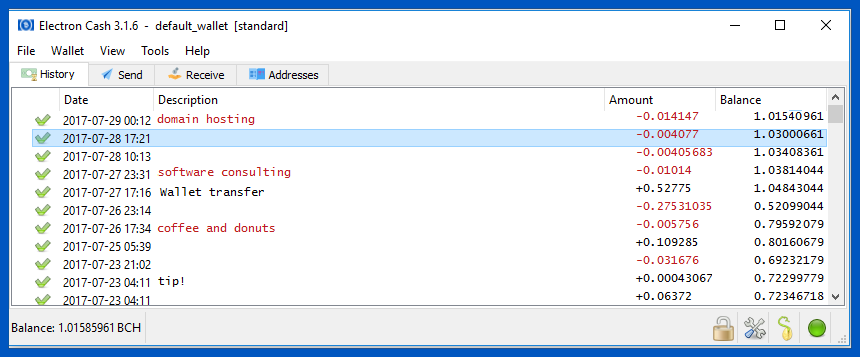 Electron Cash 3.1.6 - default_wallet [standard]
File Wallet View Tools Help
History Send Receive Addresses
Date Description Amount Balance
2017-07-29 00:12 domain hosting -0.014147 1.01540961
2017-07-28 17:21 -0.004077 1.03000661
2017-07-28 10:13 -0.00405683 1.03408361
2017-07-27 23:31 software consulting -0.01014 1.03814044
2017-07-27 17:16 Wallet transfer +0.52775 1.04843044
2017-07-26 23:14 -0.27531035 0.52099044
2017-07-26 17:34 coffee and donuts -0.005756 0.79592079
2017-07-25 05:39 +0.109285 0.80160679
2017-07-23 21:02 -0.031676 0.69232179
2017-07-23 04:11 tip! +0.00043067 0.72299779
2017-07-23 04:11 +0.06372 0.72346718
Balance: 1.01585961 BCH